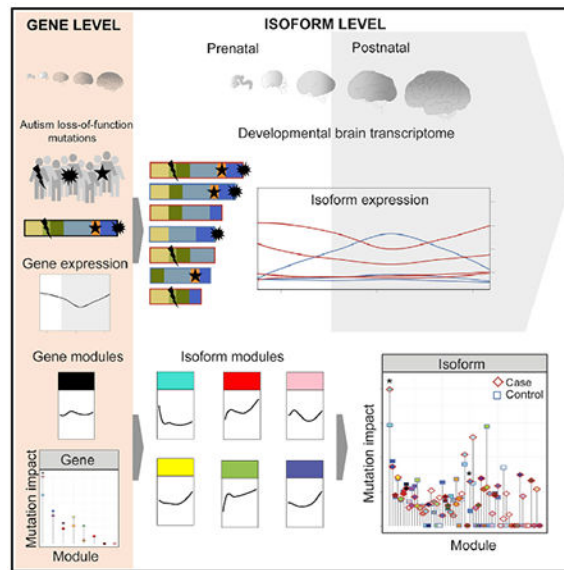 GENE LEVEL
Autism loss-of-function
mutations
Gene expression
Gene modules
Gene
Mutation impact
Module
ISOFORM LEVEL
Prenatal
Postnatal
Developmental brain transcriptome
Isoform expression
Isoform modules
Isoform
Case
Control
Mutation impact
Module